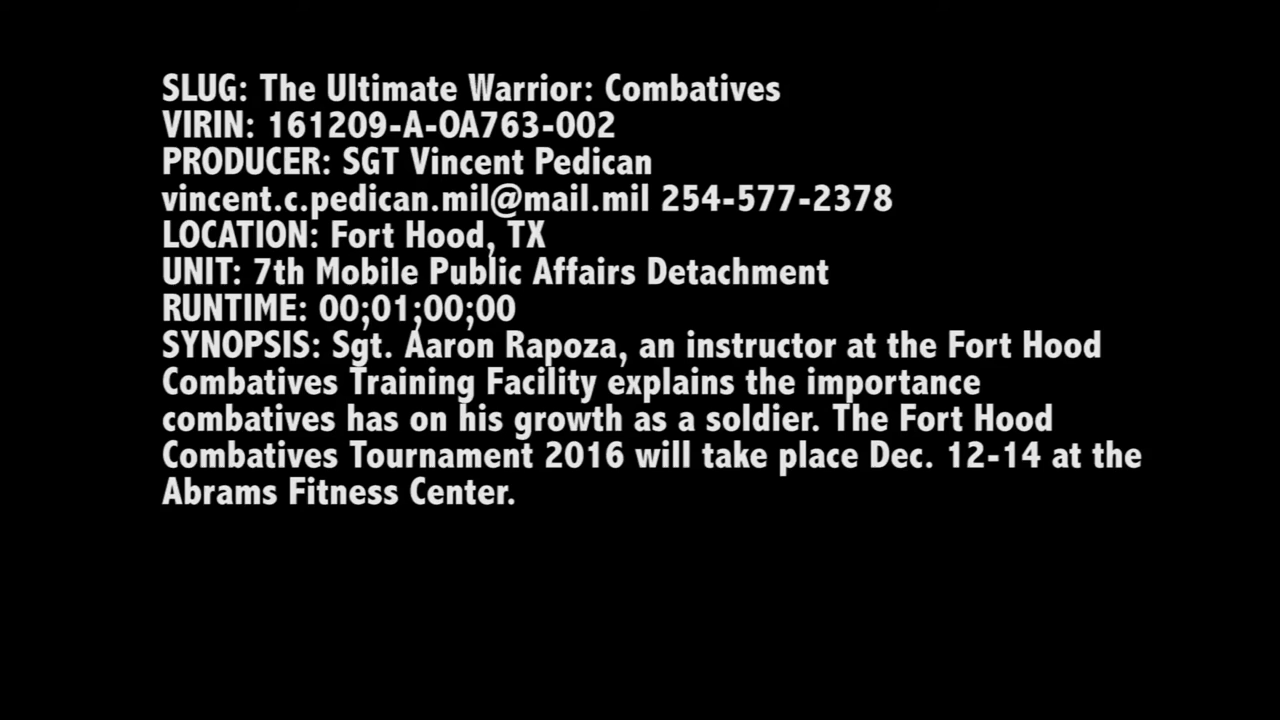 SLUG: The Ultimate Warrior: Combatives
VIRIN: 161209-A-OA763-002
PRODUCER: SGT Vincent Pedican
vincent.c.pedican.mil@mail.mil 254-577-2378
LOCATION: Fort Hood, TX
UNIT: 7th Mobile Public Affairs Detachment
RUNTIME: 00;01;00;00
SYNOPSIS: Sgt. Aaron Rapoza, an instructor at the Fort Hood
Combatives Training Facility explains the importance
combatives has on his growth as a soldier. The Fort Hood
Combatives Tournament 2016 will take place Dec. 12-14 at the
Abrams Fitness Center.